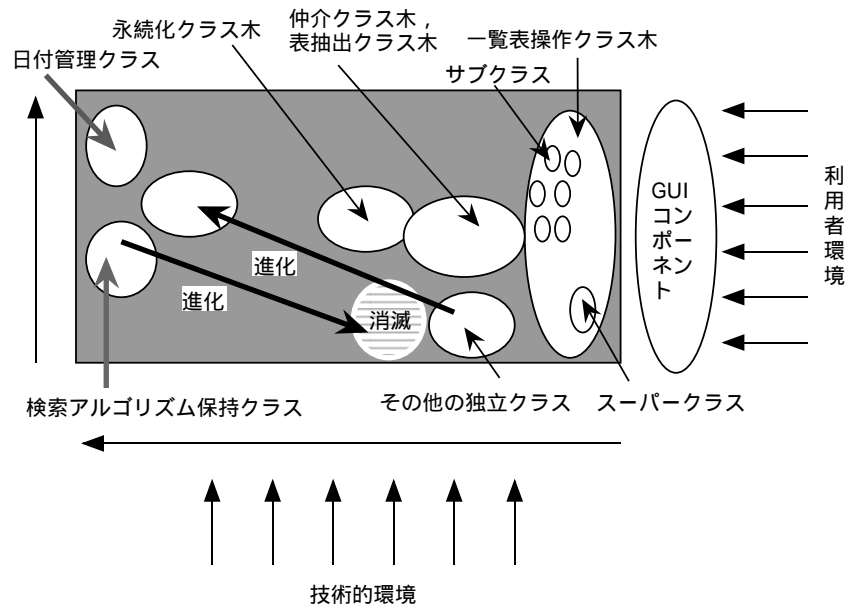 永続化クラス木
仲介クラス木，
表抽出クラス木
一覧表操作クラス木
日付管理クラス
サブクラス
GUI
コン
ポー
ネン
ト
利用者環境
進化
進化
消滅
検索アルゴリズム保持クラス
その他の独立クラス
スーパークラス
技術的環境